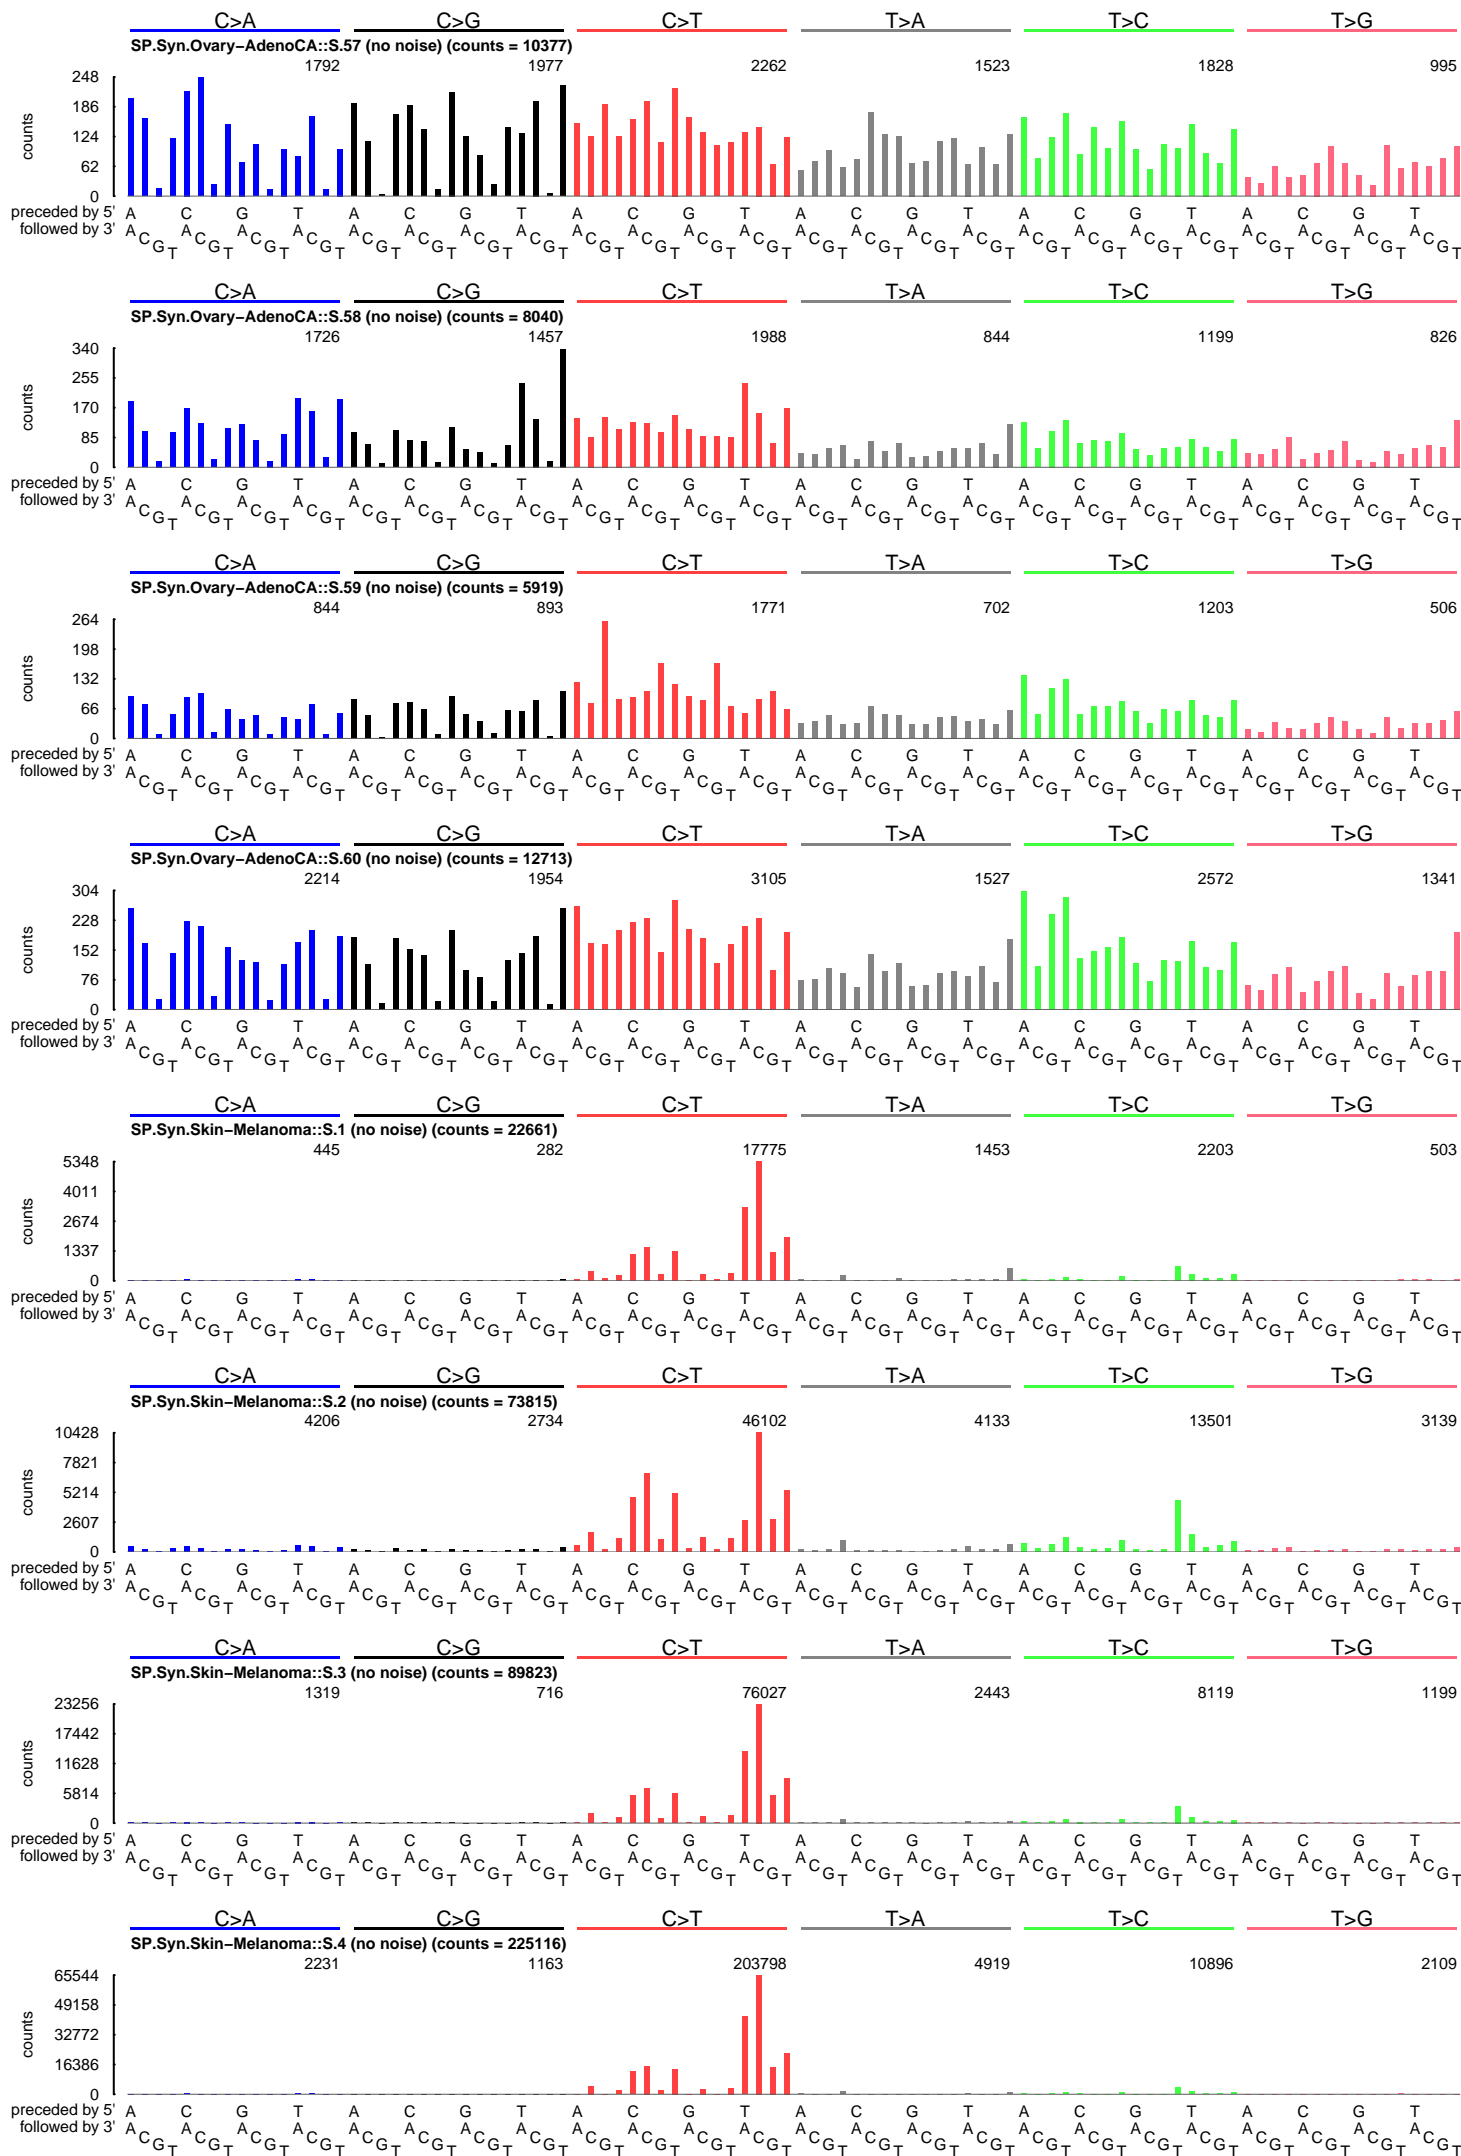 C>A C>G C>T T>A T>C T>G
SP.Syn.Ovary−AdenoCA::S.57 (no noise) (counts = 10377)
1792 1977 2262 1523 1828 995
248
186
124
62
0
counts
preceded by 5' A C G T A C G T A C G T A C G T A C G T A C G T
followed by 3' A C G T A C G T A C G T A C G T A C G T A C G T A C G T A C G T A C G T A C G T A C G T A C G T A C G T A C G T A C G T A C G T A C G T A C G T A C G T A C G T A C G T A C G T A C G T A C G T
C>A C>G C>T T>A T>C T>G
SP.Syn.Ovary−AdenoCA::S.58 (no noise) (counts = 8040)
1726 1457 1988 844 1199 826
340
255
170
85
0
counts
preceded by 5' A C G T A C G T A C G T A C G T A C G T A C G T
followed by 3' A C G T A C G T A C G T A C G T A C G T A C G T A C G T A C G T A C G T A C G T A C G T A C G T A C G T A C G T A C G T A C G T A C G T A C G T A C G T A C G T A C G T A C G T A C G T A C G T
C>A C>G C>T T>A T>C T>G
SP.Syn.Ovary−AdenoCA::S.59 (no noise) (counts = 5919)
844 893 1771 702 1203 506
264
198
132
66
0
counts
preceded by 5' A C G T A C G T A C G T A C G T A C G T A C G T
followed by 3' A C G T A C G T A C G T A C G T A C G T A C G T A C G T A C G T A C G T A C G T A C G T A C G T A C G T A C G T A C G T A C G T A C G T A C G T A C G T A C G T A C G T A C G T A C G T A C G T
C>A C>G C>T T>A T>C T>G
SP.Syn.Ovary−AdenoCA::S.60 (no noise) (counts = 12713)
2214 1954 3105 1527 2572 1341
304
228
152
76
0
counts
preceded by 5' A C G T A C G T A C G T A C G T A C G T A C G T
followed by 3' A C G T A C G T A C G T A C G T A C G T A C G T A C G T A C G T A C G T A C G T A C G T A C G T A C G T A C G T A C G T A C G T A C G T A C G T A C G T A C G T A C G T A C G T A C G T A C G T
C>A C>G C>T T>A T>C T>G
SP.Syn.Skin−Melanoma::S.1 (no noise) (counts = 22661)
445 282 17775 1453 2203 503
5348
4011
2674
1337
0
counts
preceded by 5' A C G T A C G T A C G T A C G T A C G T A C G T
followed by 3' A C G T A C G T A C G T A C G T A C G T A C G T A C G T A C G T A C G T A C G T A C G T A C G T A C G T A C G T A C G T A C G T A C G T A C G T A C G T A C G T A C G T A C G T A C G T A C G T
C>A C>G C>T T>A T>C T>G
SP.Syn.Skin−Melanoma::S.2 (no noise) (counts = 73815)
4206 2734 46102 4133 13501 3139
10428
7821
5214
2607
0
counts
preceded by 5' A C G T A C G T A C G T A C G T A C G T A C G T
followed by 3' A C G T A C G T A C G T A C G T A C G T A C G T A C G T A C G T A C G T A C G T A C G T A C G T A C G T A C G T A C G T A C G T A C G T A C G T A C G T A C G T A C G T A C G T A C G T A C G T
C>A C>G C>T T>A T>C T>G
SP.Syn.Skin−Melanoma::S.3 (no noise) (counts = 89823)
1319 716 76027 2443 8119 1199
23256
17442
11628
5814
0
counts
preceded by 5' A C G T A C G T A C G T A C G T A C G T A C G T
followed by 3' A C G T A C G T A C G T A C G T A C G T A C G T A C G T A C G T A C G T A C G T A C G T A C G T A C G T A C G T A C G T A C G T A C G T A C G T A C G T A C G T A C G T A C G T A C G T A C G T
C>A C>G C>T T>A T>C T>G
SP.Syn.Skin−Melanoma::S.4 (no noise) (counts = 225116)
2231 1163 203798 4919 10896 2109
65544
49158
32772
16386
0
counts
preceded by 5' A C G T A C G T A C G T A C G T A C G T A C G T
followed by 3' A C G T A C G T A C G T A C G T A C G T A C G T A C G T A C G T A C G T A C G T A C G T A C G T A C G T A C G T A C G T A C G T A C G T A C G T A C G T A C G T A C G T A C G T A C G T A C G T